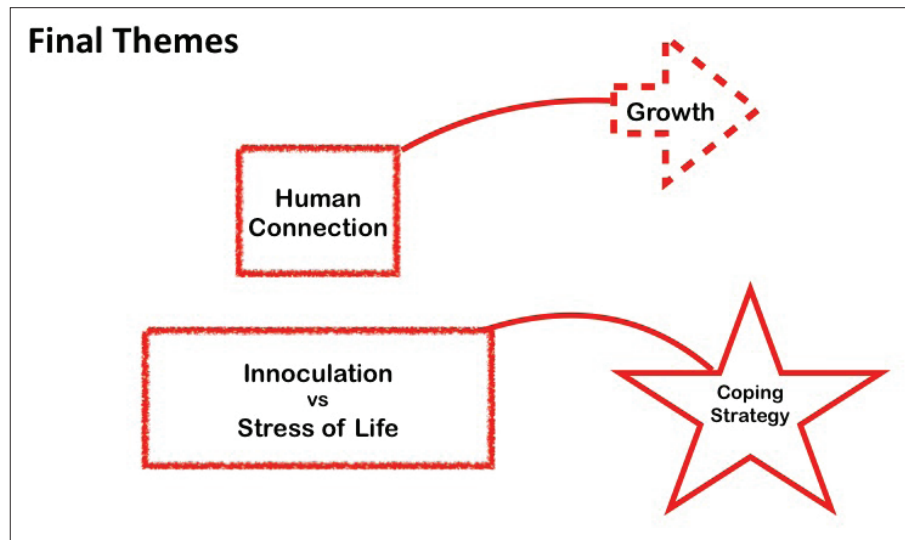 Final Themes
Growth
Human
Connection
Innoculation
vs
Stress of Life
Coping
Strategy